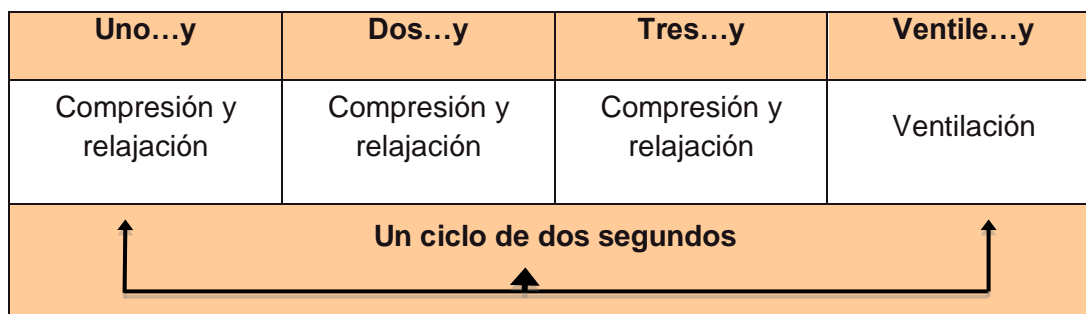 Uno…y
Dos…y
Tres…y
Ventile…y
Compresión y
relajación
Compresión y
relajación
Compresión y
relajación
Ventilación
Un ciclo de dos segundos